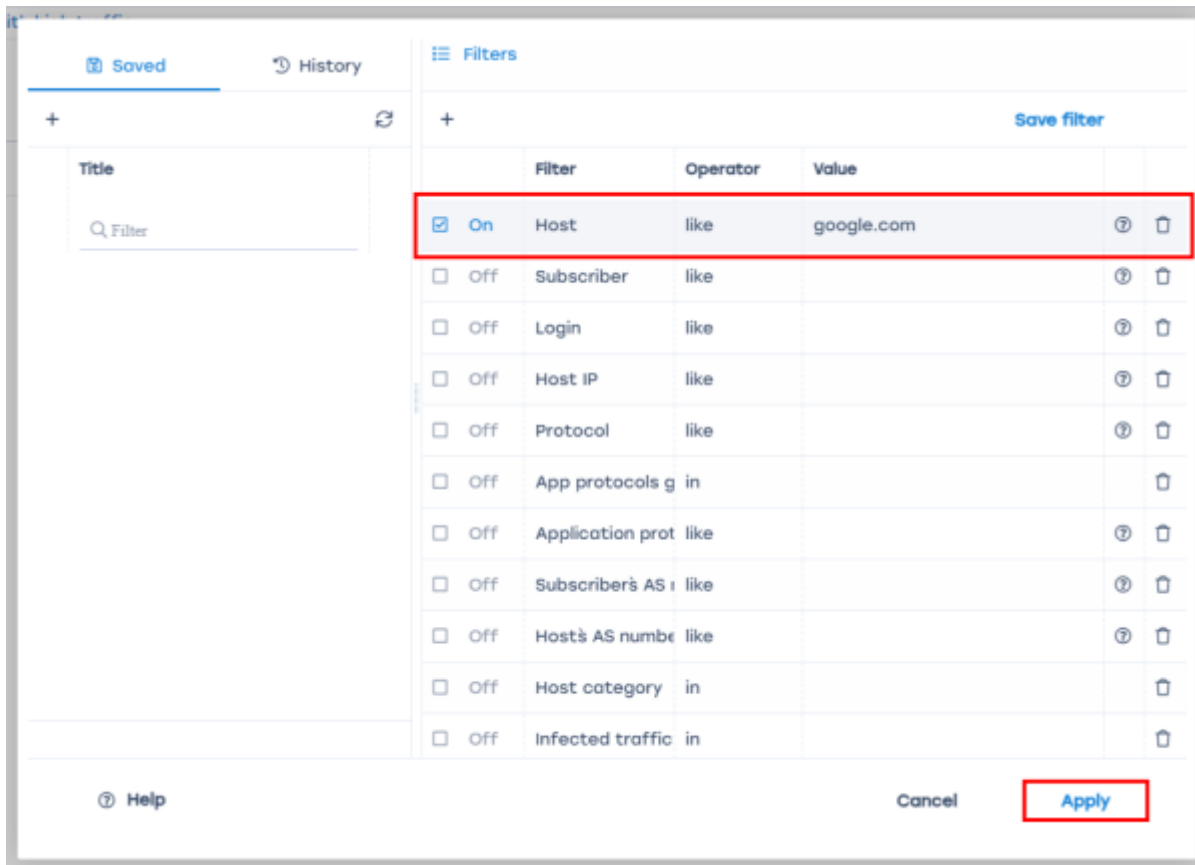 Saved
History
Filters
Save filter
Title
Filter
Filter Operator Value
On Host like google.com
Off Subscriber like
Off Login like
Off Host IP like
Off Protocol like
Off App protocols g in
Off Application prot like
Off Subscriber's AS like
Off Host's AS numbe like
Off Host category in
Off Infected traffic in
Help
Cancel
Apply